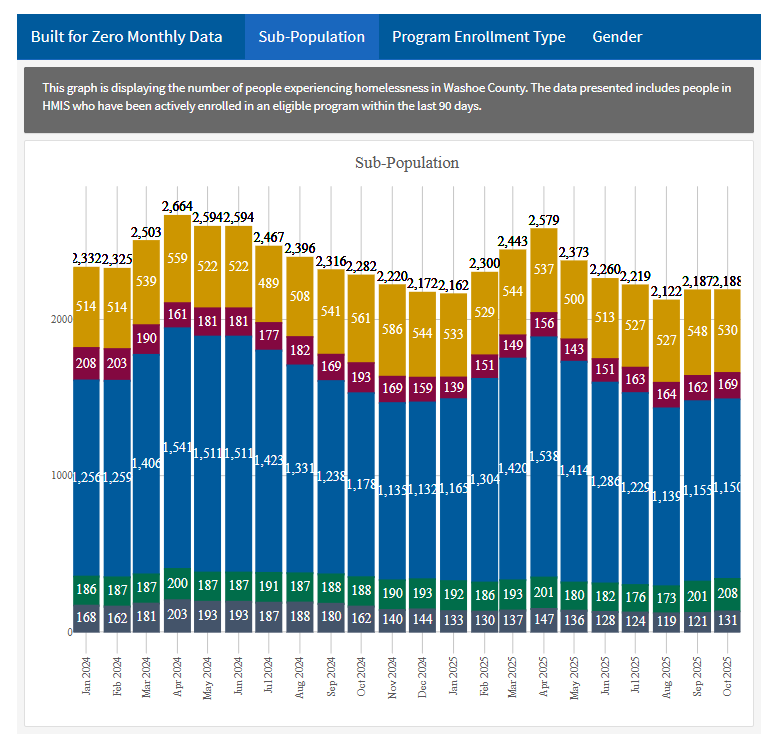 Built for Zero Monthly Data Sub-Population Program Enrollment Type Gender
This graph is displaying the number of people experiencing homelessness in Washoe County. The data presented includes people in
HMIS who have been actively enrolled in an eligible program within the last 90 days.
Sub-Population
2,332 2,325 2,503 2,664 2,594 2,594 2,467 2,396 2,316 2,282 2,220 2,172 2,162 2,300 2,443 2,579 2,373 2,260 2,219 2,122 2,187 2,188
514 514 539 559 522 522 489 508 541 561 586 544 533 529 544 537 500 513 527 527 548 530
2000
208 203 190 161 181 181 177 182 169 193 169 159 139 151 149 156 143 151 163 164 162 169
1000
1,256 1,259 1,406 1,541 1,511 1,511 1,423 1,331 1,238 1,178 1,135 1,132 1,165 1,304 1,420 1,538 1,414 1,286 1,229 1,139 1,155 1,150
186 187 187 200 187 187 191 187 188 188 190 193 192 186 193 201 180 182 176 173 201 208
168 162 181 203 193 193 187 188 180 162 140 144 133 130 137 147 136 128 124 119 121 131
0
Jan 2024 Feb 2024 Mar 2024 Apr 2024 May 2024 Jun 2024 Jul 2024 Aug 2024 Sep 2024 Oct 2024 Nov 2024 Dec 2024 Jan 2025 Feb 2025 Mar 2025 Apr 2025 May 2025 Jun 2025 Jul 2025 Aug 2025 Sep 2025 Oct 2025